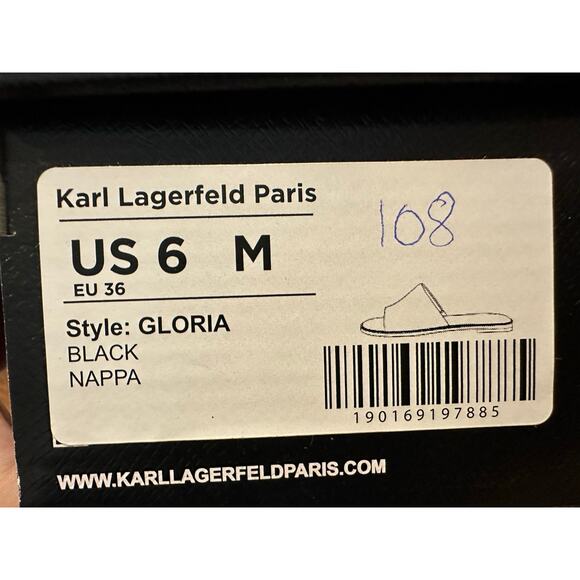 Karl Lagerfeld Paris
108
US 6 M
EU 36
Style: GLORIA
BLACK
NAPPA
190169197885
WWW.KARLLAGERFELDPARIS.COM